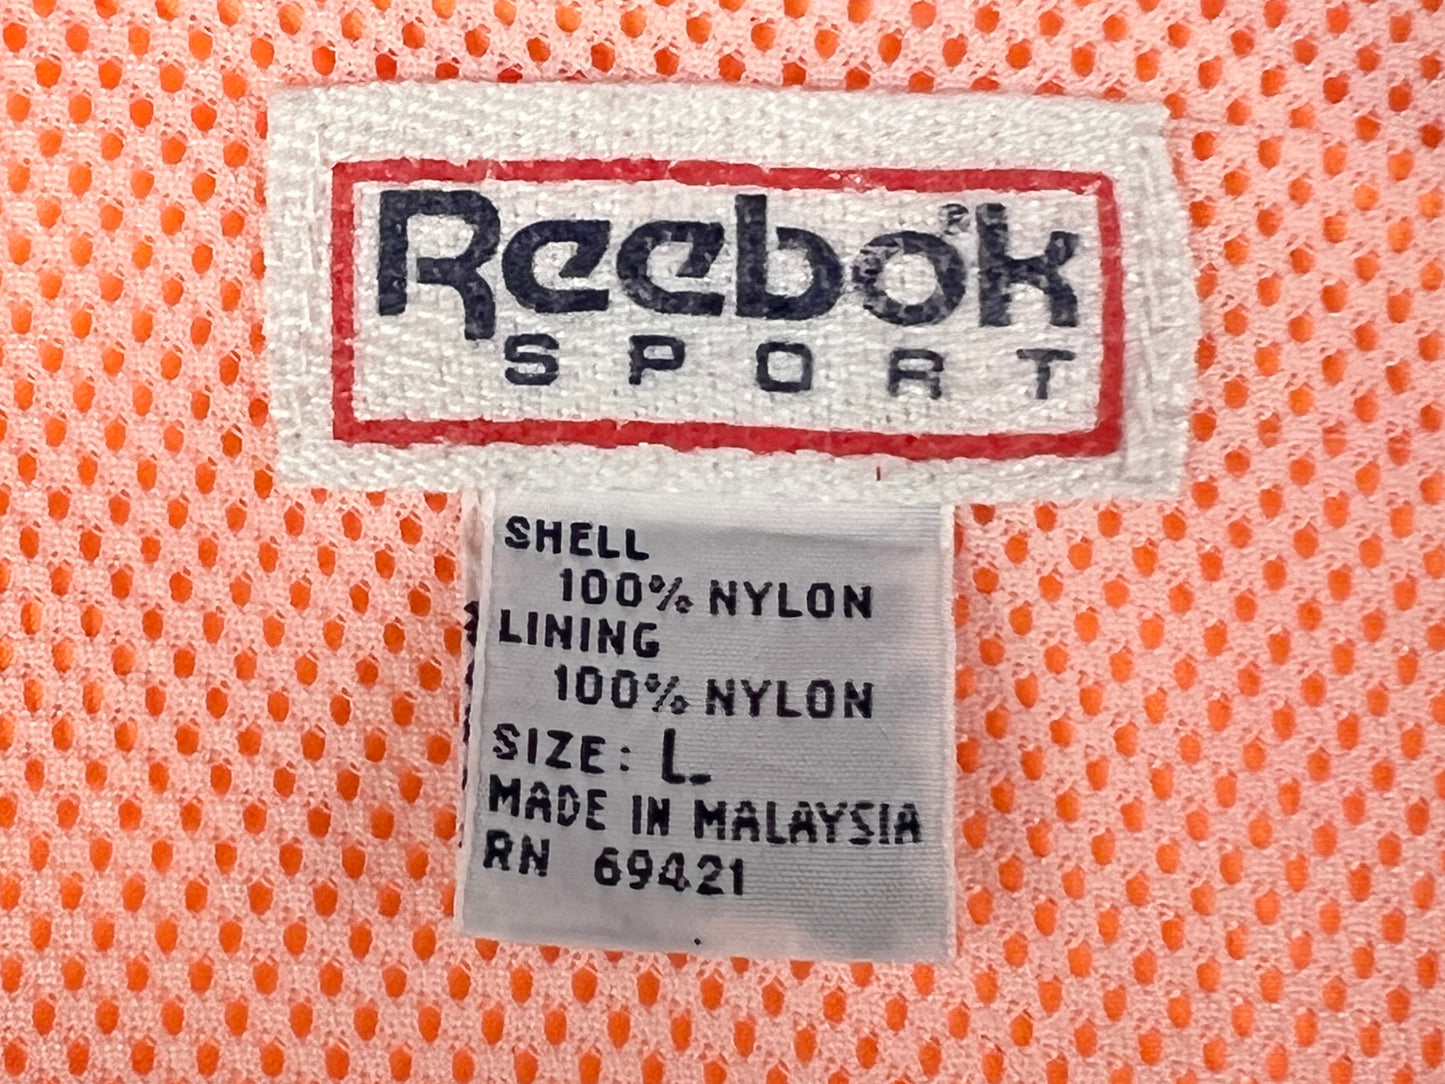 Reebok
SPORT
SHELL
100% NYLON
LINING
100% NYLON
SIZE: L
MADE IN MALAYSIA
RN 69421